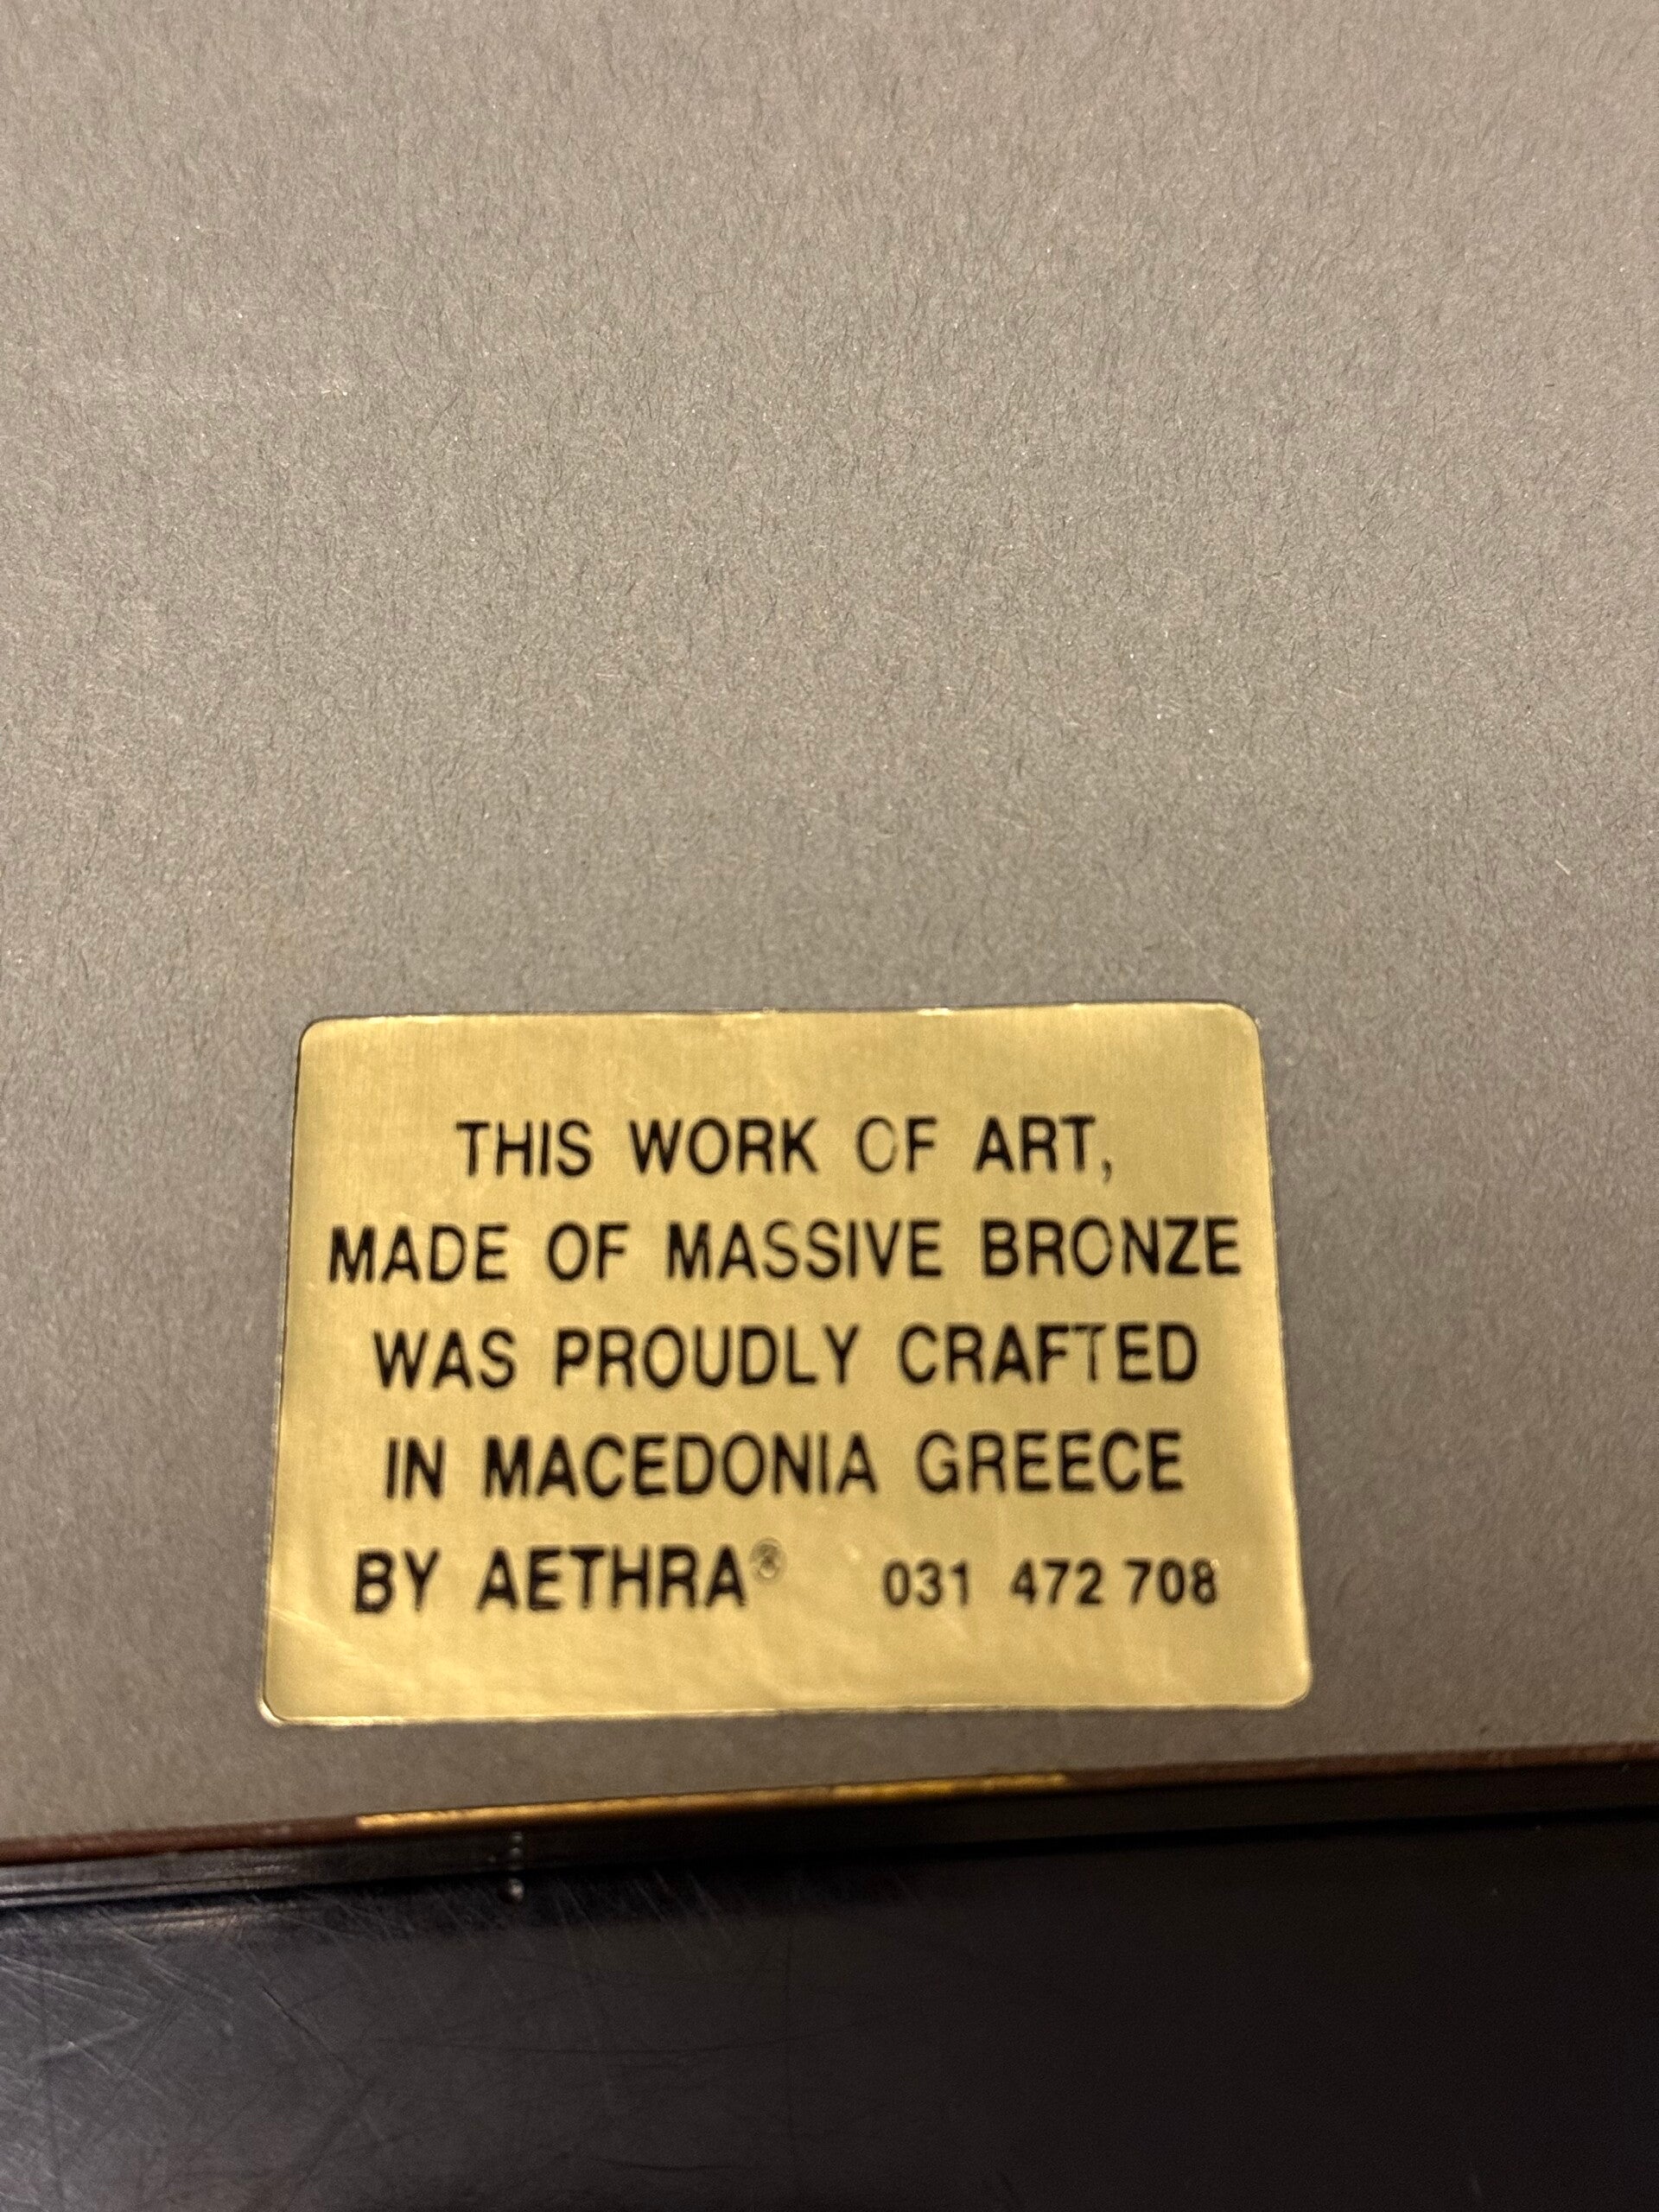 THIS WORK OF ART,
MADE OF MASSIVE BRONZE
WAS PROUDLY CRAFTED
IN MACEDONIA GREECE
BY AETHRA® 031 472 708